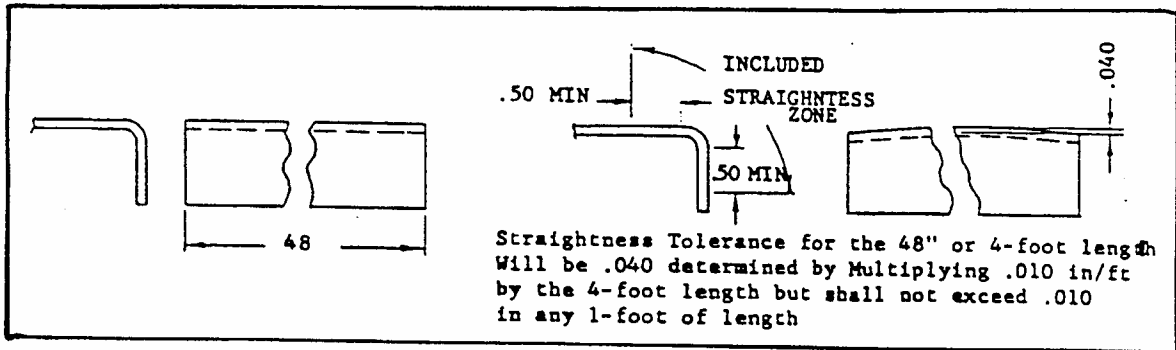 INCLUDED
.50 MIN
STRAIGHNTESS
ZONE
.040
.50 MIN
48
Straightness Tolerance for the 48" or 4-foot length
Will be .040 determined by Multiplying .010 in/ft
by the 4-foot length but shall not exceed .010
in any 1-foot of length